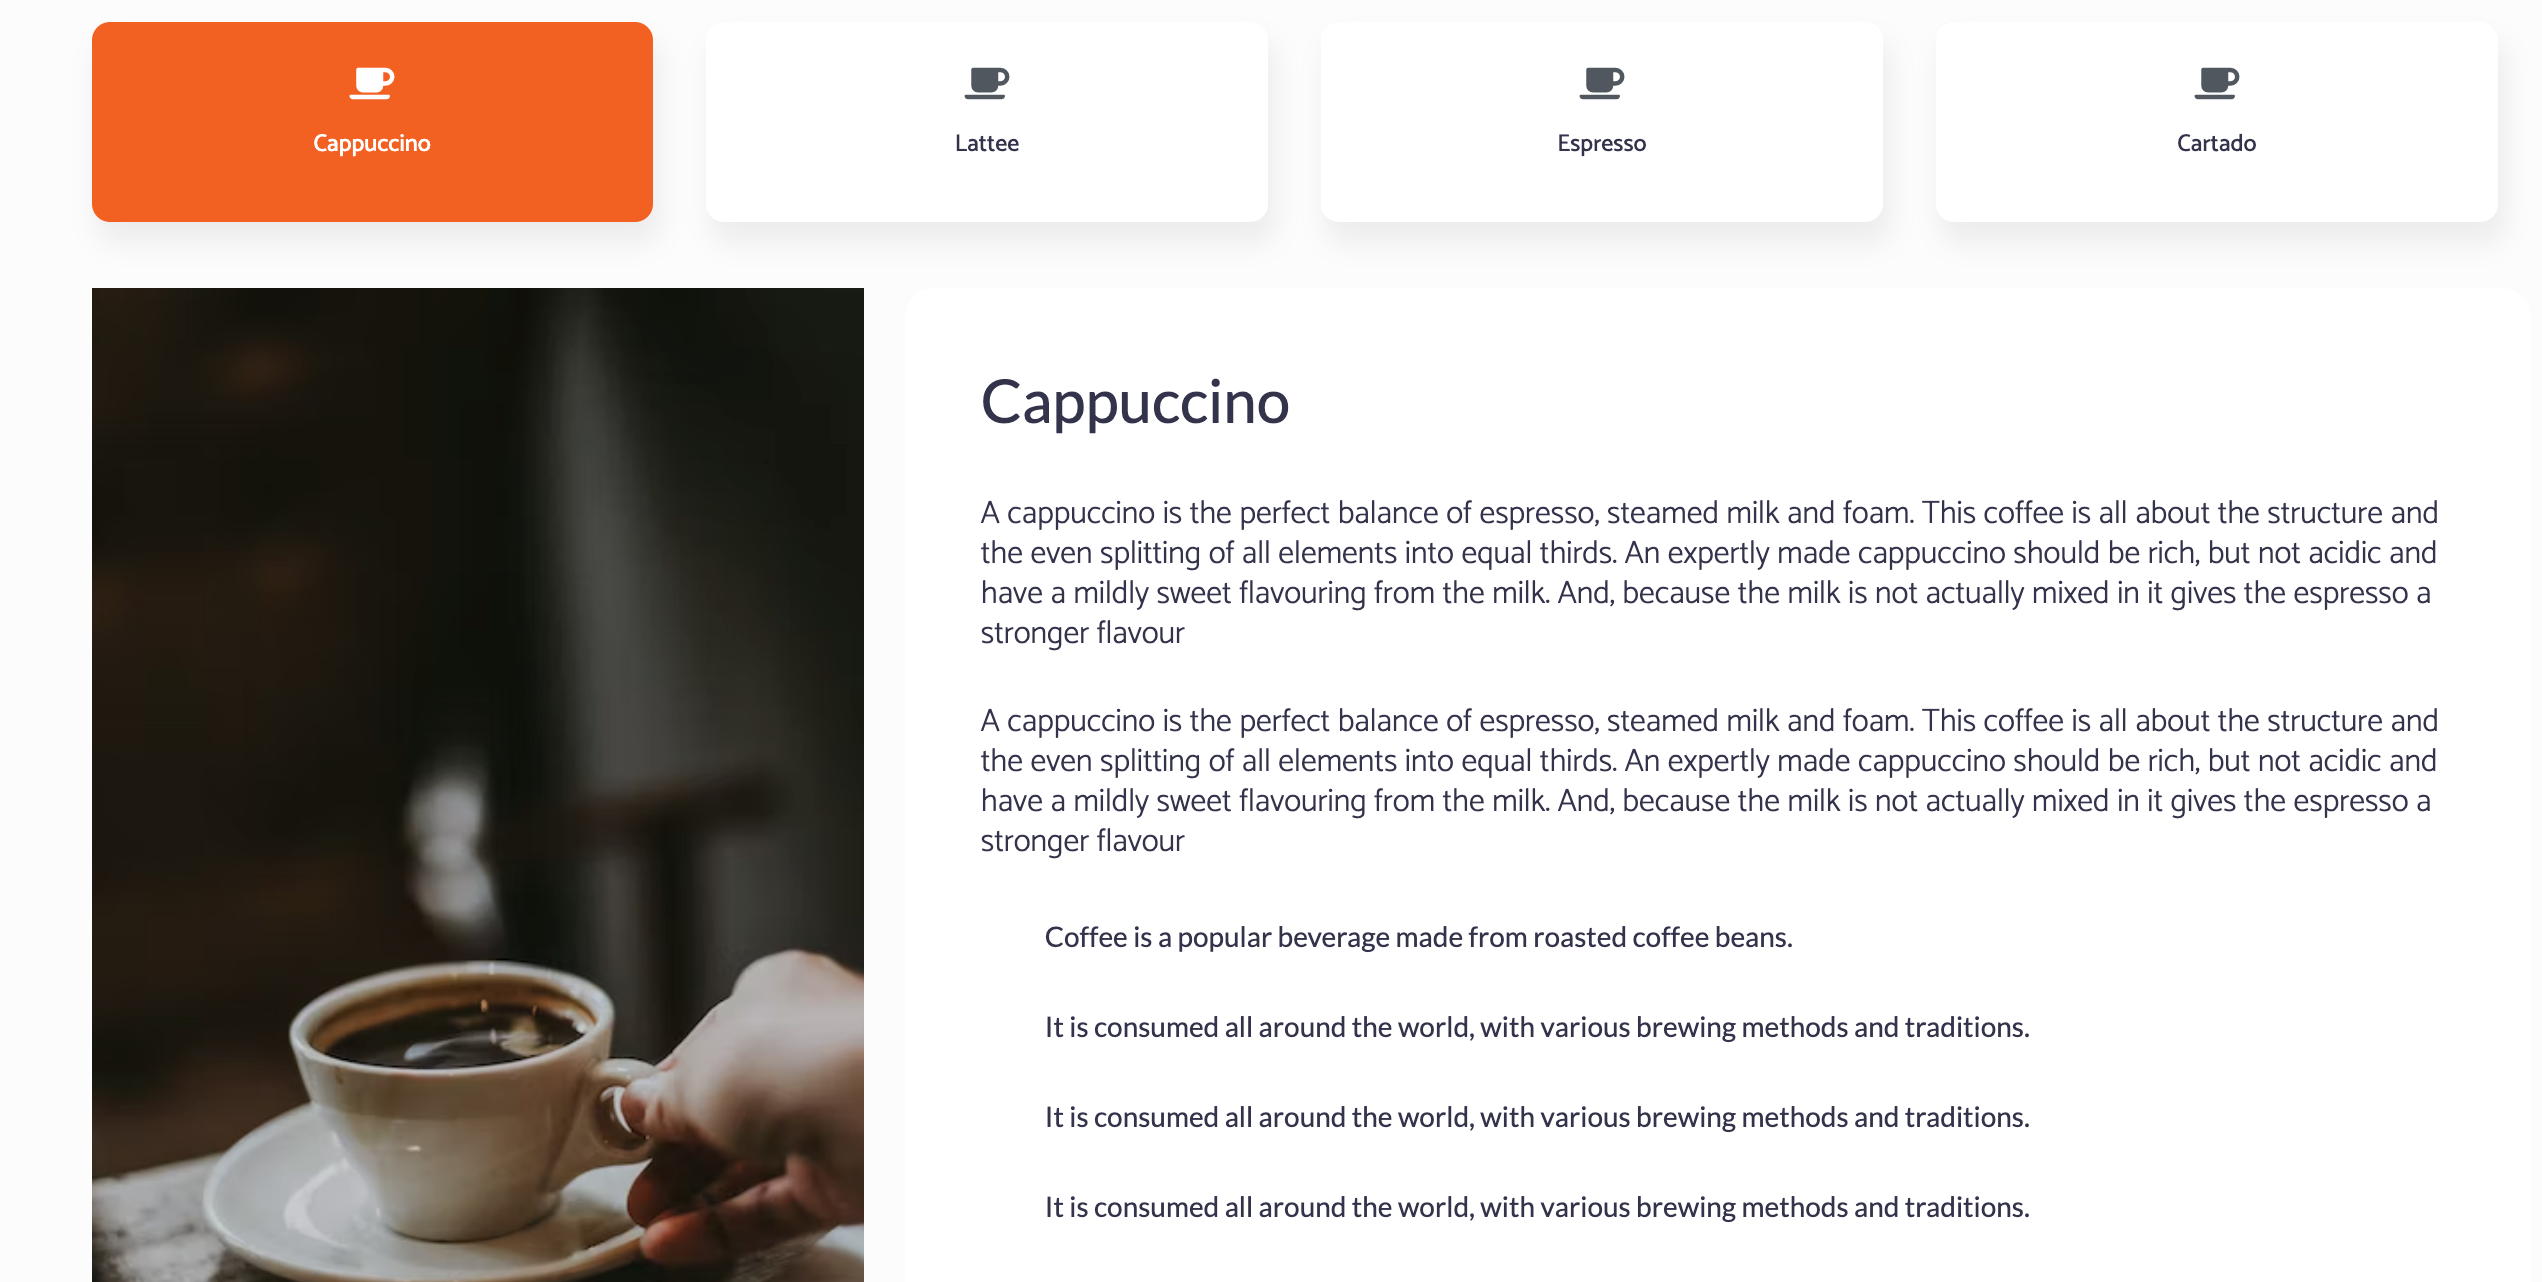 Cappuccino
Lattee
Espresso
Cartado
Cappuccino
A cappuccino is the perfect balance of espresso, steamed milk and foam. This coffee is all about the structure and
the even splitting of all elements into equal thirds. An expertly made cappuccino should be rich, but not acidic and
have a mildly sweet flavouring from the milk. And, because the milk is not actually mixed in it gives the espresso a
stronger flavour
A cappuccino is the perfect balance of espresso, steamed milk and foam. This coffee is all about the structure and
the even splitting of all elements into equal thirds. An expertly made cappuccino should be rich, but not acidic and
have a mildly sweet flavouring from the milk. And, because the milk is not actually mixed in it gives the espresso a
stronger flavour
Coffee is a popular beverage made from roasted coffee beans.
It is consumed all around the world, with various brewing methods and traditions.
It is consumed all around the world, with various brewing methods and traditions.
It is consumed all around the world, with various brewing methods and traditions.